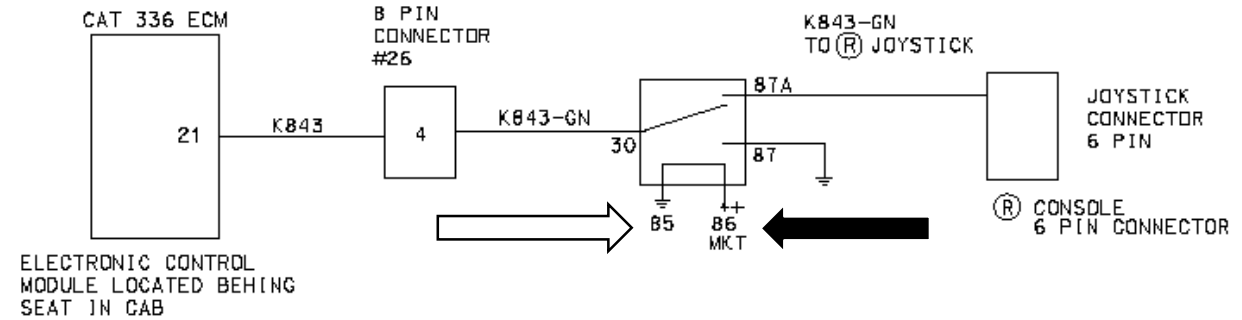 CAT 336 ECM
21
K843
8 PIN
CONNECTOR
#26
4
K843-GN
30
87A
87
85
86
++
MKT
K843-GN
TO R JOYSTICK
JOYSTICK
CONNECTOR
6 PIN
R CONSOLE
6 PIN CONNECTOR
ELECTRONIC CONTROL
MODULE LOCATED BEHING
SEAT IN CAB